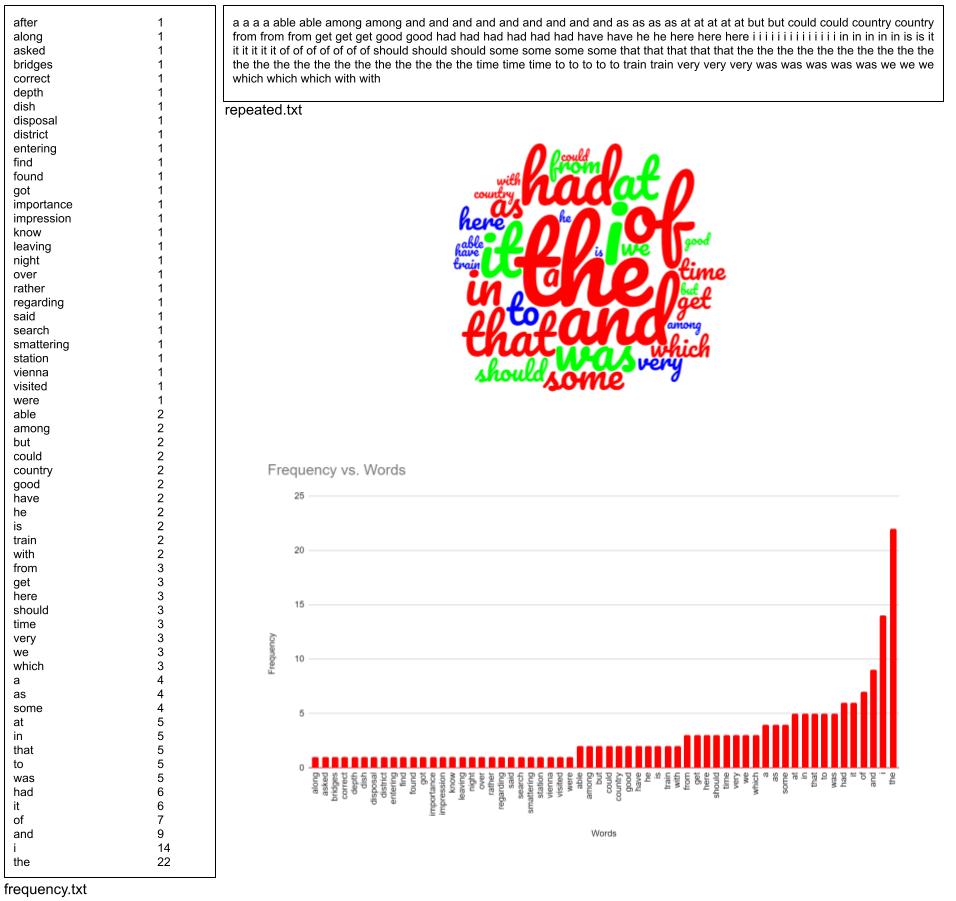 after 1
along 1
asked 1
bridges 1
correct 1
depth 1
dish 1
disposal 1
district 1
entering 1
find 1
found 1
got 1
importance 1
impression 1
know 1
leaving 1
night 1
over 1
rather 1
regarding 1
said 1
search 1
smattering 1
station 1
vienna 1
visited 1
were 1
able 2
among 2
but 2
could 2
country 2
good 2
have 2
he 2
is 2
train 2
with 2
from 3
get 3
here 3
should 3
time 3
very 3
we 3
which 3
a 4
as 4
some 4
at 5
in 5
that 5
to 5
was 5
had 6
it 6
of 7
and 9
i 14
the 22
frequency.txt
a a a a able able among among and and and and and and and and and as as as as at at at at at but but could could country country
from from from get get get good good had had had had had had have have he he here here here i i i i i i i i i i i i i i in in in in in is is it
it it it it it of of of of of of of should should should some some some some that that that that that the the the the the the the the the the
the the the the the the the the the the the the time time time to to to to to train train very very very was was was was was we we we
which which which with with
repeated.txt
could
from
had
at
with
country
as
here
he
i
of
able
have
train
it
the
a
is
we
good
time
in
to
but
get
that
and
among
which
was
very
should
some
Frequency vs. Words
25
20
15
10
5
0
Frequency
along
asked
bridges
correct
depth
dish
disposal
district
entering
find
found
got
importance
impression
know
leaving
night
over
rather
regarding
said
search
smattering
station
vienna
visited
were
able
among
but
could
country
good
have
he
is
train
with
from
get
here
should
time
very
we
which
a
as
some
at
in
that
to
was
had
it
of
and
i
the
Words